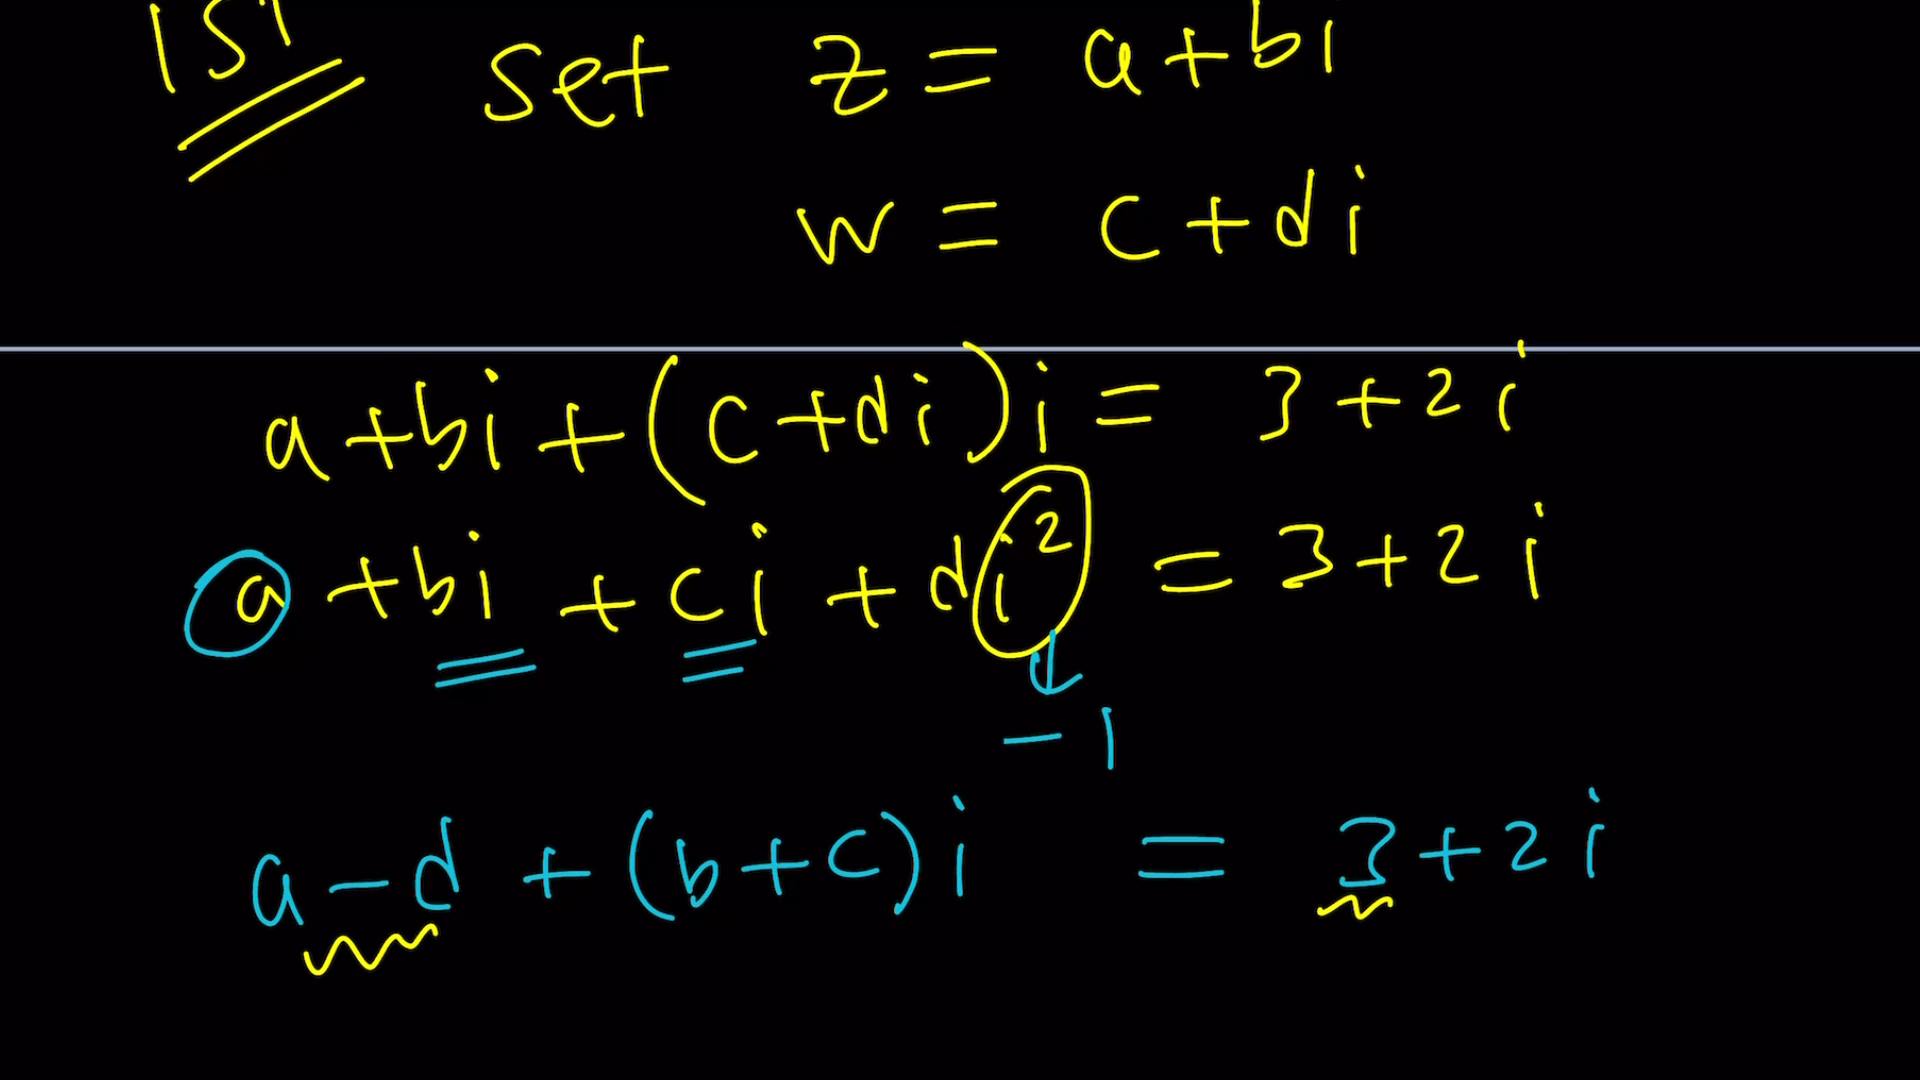 1st set z = a+bi
w = c+di
a+bi+(c+di)i = 3+2i
a +bi + ci + di² = 3+2i
-1
a-d + (b+c)i = 3+2i